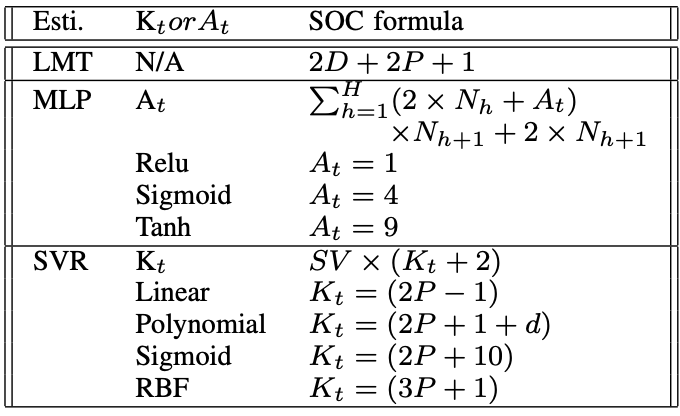 Esti. K_t or A_t SOC formula
LMT N/A 2D + 2P + 1
MLP A_t ∑_{h=1}^{H}(2 × N_h + A_t)
×N_{h+1} + 2 × N_{h+1}
Relu A_t = 1
Sigmoid A_t = 4
Tanh A_t = 9
SVR K_t SV × (K_t + 2)
Linear K_t = (2P − 1)
Polynomial K_t = (2P + 1 + d)
Sigmoid K_t = (2P + 10)
RBF K_t = (3P + 1)